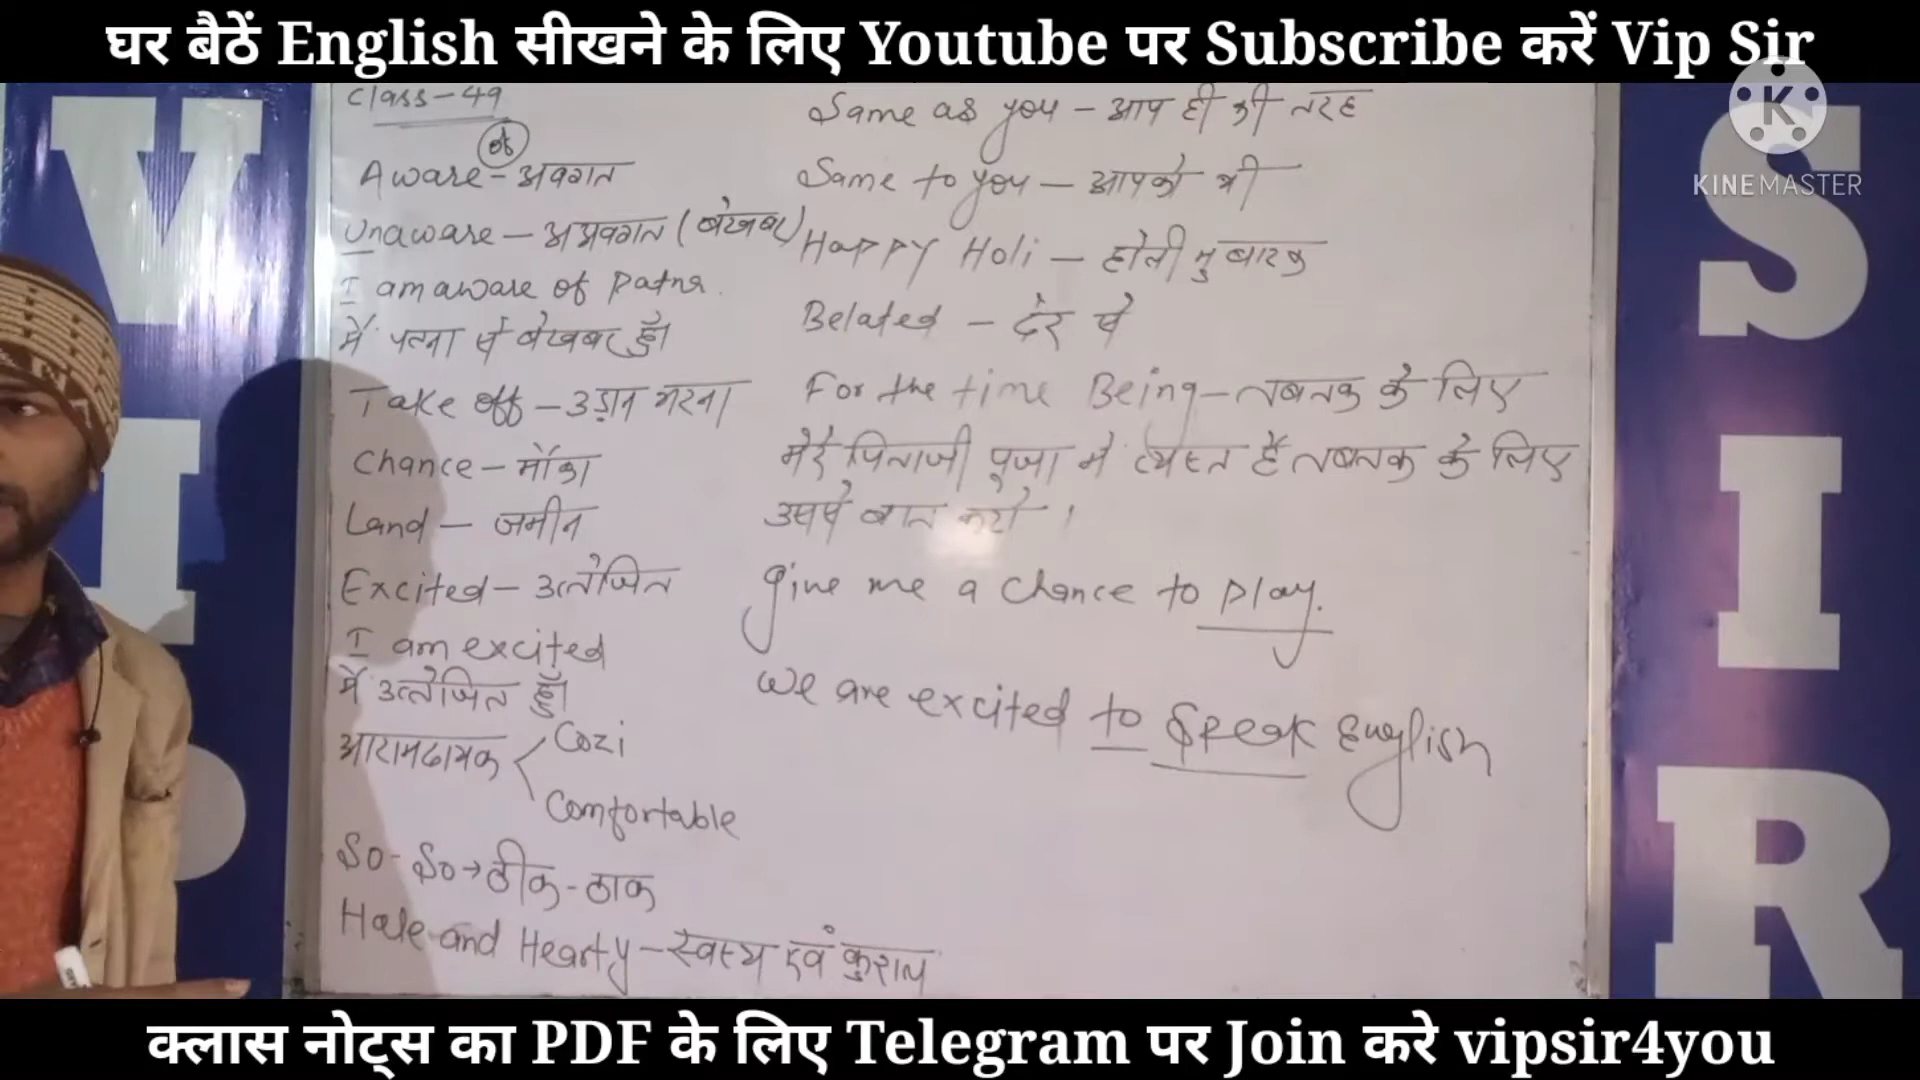 घर बैठें English सीखने के लिए Youtube पर Subscribe करें Vip Sir
KINEMASTER
V I P
S I R
Class-49
of
Aware - अवगत
Unaware - अअवगत (बेखबर)
I am aware of Patna.
मैं पटना से बेखबर हूँ।
Take off - उड़ान भरना
Chance - मौका
Land - जमीन
Excited - उत्तेजित
I am excited
मैं उत्तेजित हूँ।
आरामदायक
Cozi
Comfortable
So-So → ठीक-ठाक
Hale and Hearty - स्वस्थ एवं कुशल
Same as you - आप ही की तरह
Same to you - आपको भी
Happy Holi - होली मुबारक
Belated - देर से
For the time Being - तबतक के लिए
मेरे पिताजी पूजा में व्यस्त हैं तबतक के लिए
उससे बात करो।
Give me a chance to play.
We are excited to speak English
क्लास नोट्स का PDF के लिए Telegram पर Join करे vipsir4you